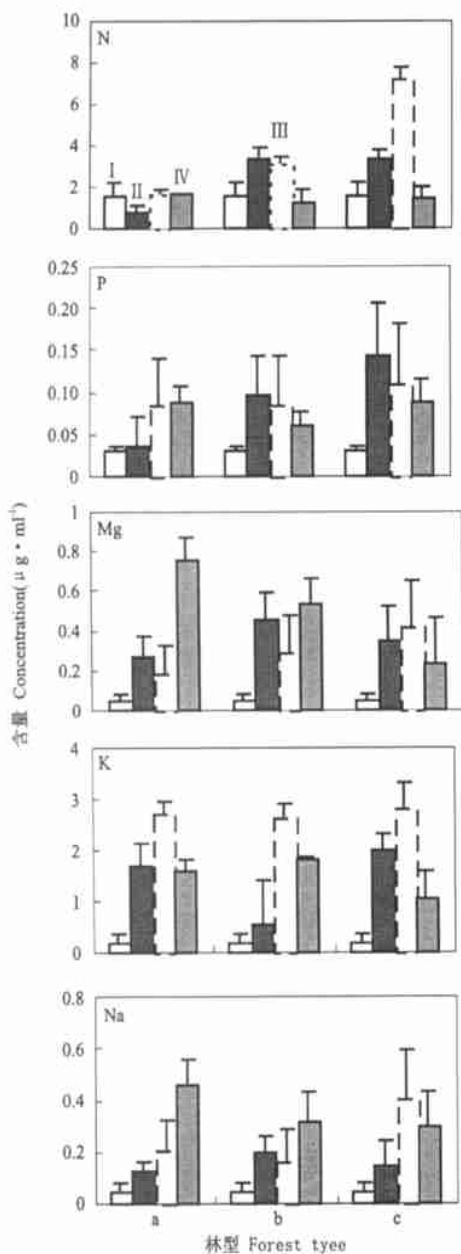 N
10
8
6
4
2
0
I
II
IV
III
P
0.25
0.20
0.15
0.10
0.05
0
Mg
1
0.8
0.6
0.4
0.2
0
K
4
3
2
1
0
Na
0.8
0.6
0.4
0.2
0
a b c
含量 Concentration(μg·ml⁻¹)
林型 Forest tyee